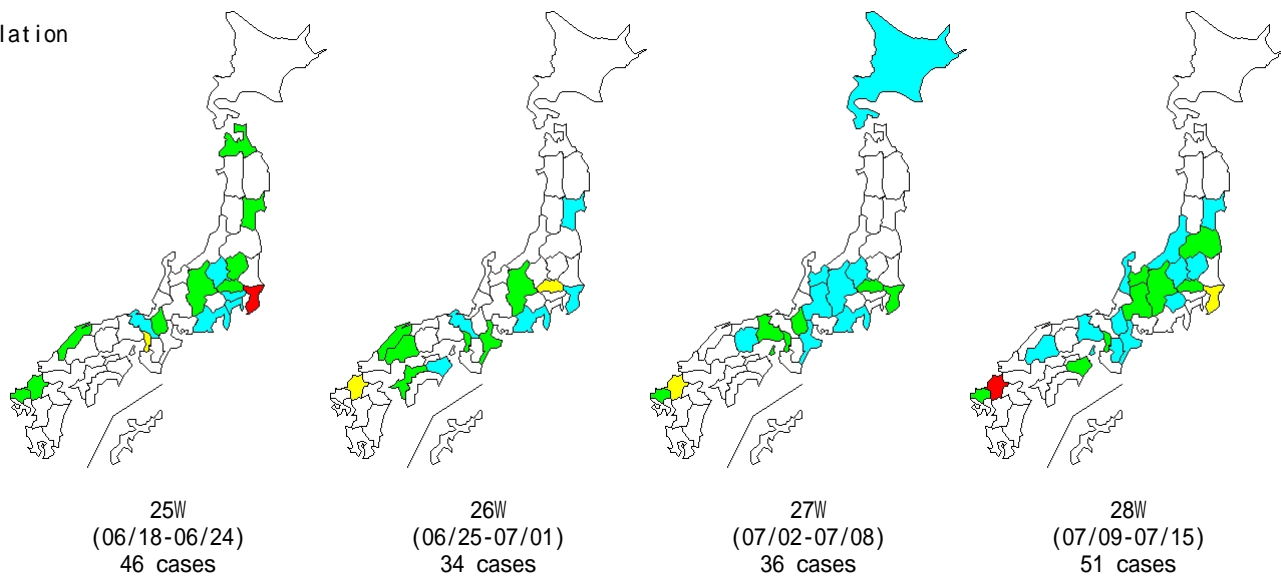 lation
25W
(06/18-06/24)
46 cases
26W
(06/25-07/01)
34 cases
27W
(07/02-07/08)
36 cases
28W
(07/09-07/15)
51 cases